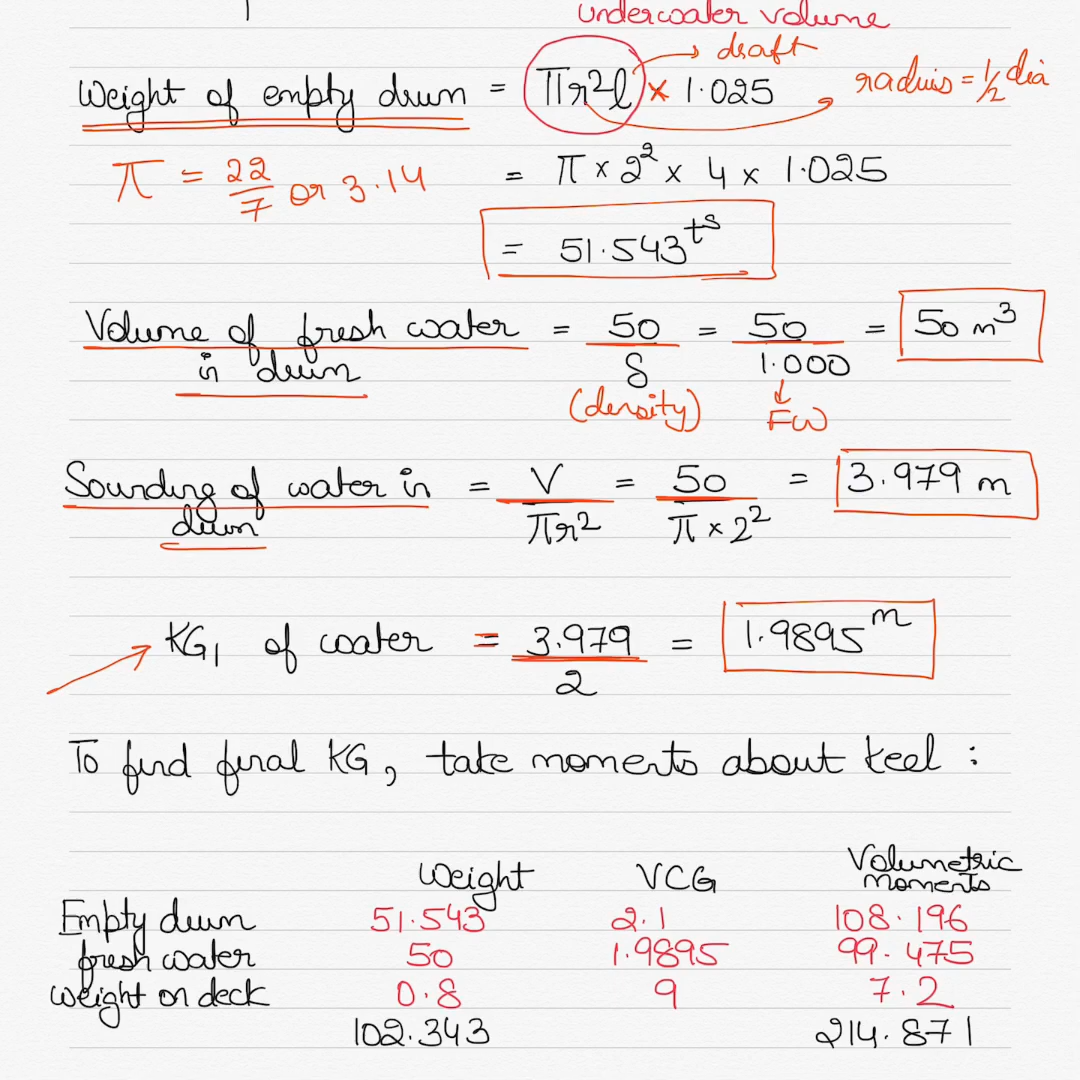 underwater volume
draft
Weight of empty drum = πr²l × 1.025 radius = 1/2 dia
π = 22/7 or 3.14 = π × 2² × 4 × 1.025
= 51.543 ts
Volume of fresh water = 50/δ = 50/1.000 = 50 m³
in drum
(density) FW
Sounding of water in = V/πr² = 50/π × 2² = 3.979 m
drum
KG₁ of water = 3.979/2 = 1.9895 m
To find final KG, take moments about keel :
Weight VCG Volumetric moments
Empty drum 51.543 2.1 108.196
fresh water 50 1.9895 99.475
weight on deck 0.8 9 7.2
102.343 214.871